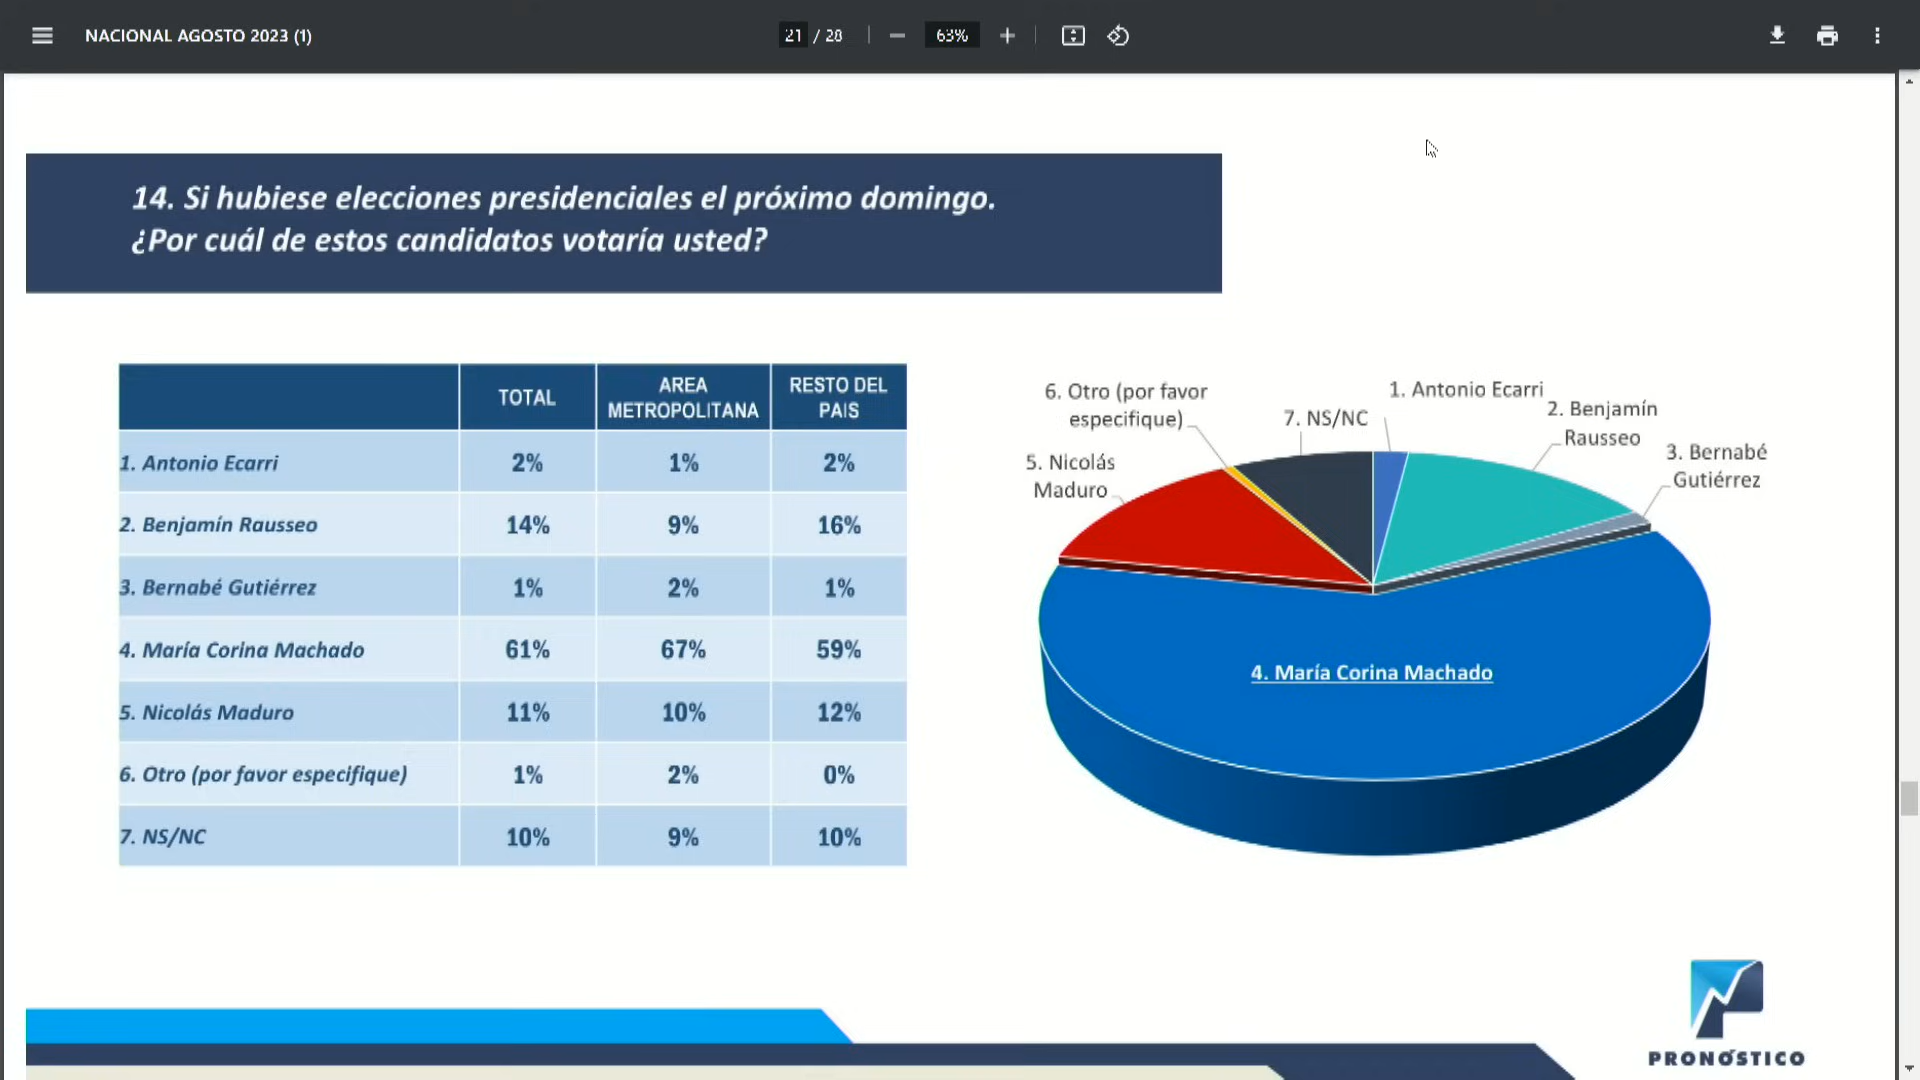 NACIONAL AGOSTO 2023 (1)
21 / 28
63%
14. Si hubiese elecciones presidenciales el próximo domingo.
¿Por cuál de estos candidatos votaría usted?
TOTAL
AREA
METROPOLITANA
RESTO DEL
PAIS
1. Antonio Ecarri 2% 1% 2%
2. Benjamín Rausseo 14% 9% 16%
3. Bernabé Gutiérrez 1% 2% 1%
4. María Corina Machado 61% 67% 59%
5. Nicolás Maduro 11% 10% 12%
6. Otro (por favor especifique) 1% 2% 0%
7. NS/NC 10% 9% 10%
6. Otro (por favor
especifique)
7. NS/NC
1. Antonio Ecarri
2. Benjamín
Rausseo
3. Bernabé
Gutiérrez
5. Nicolás
Maduro
4. María Corina Machado
PRONÓSTICO